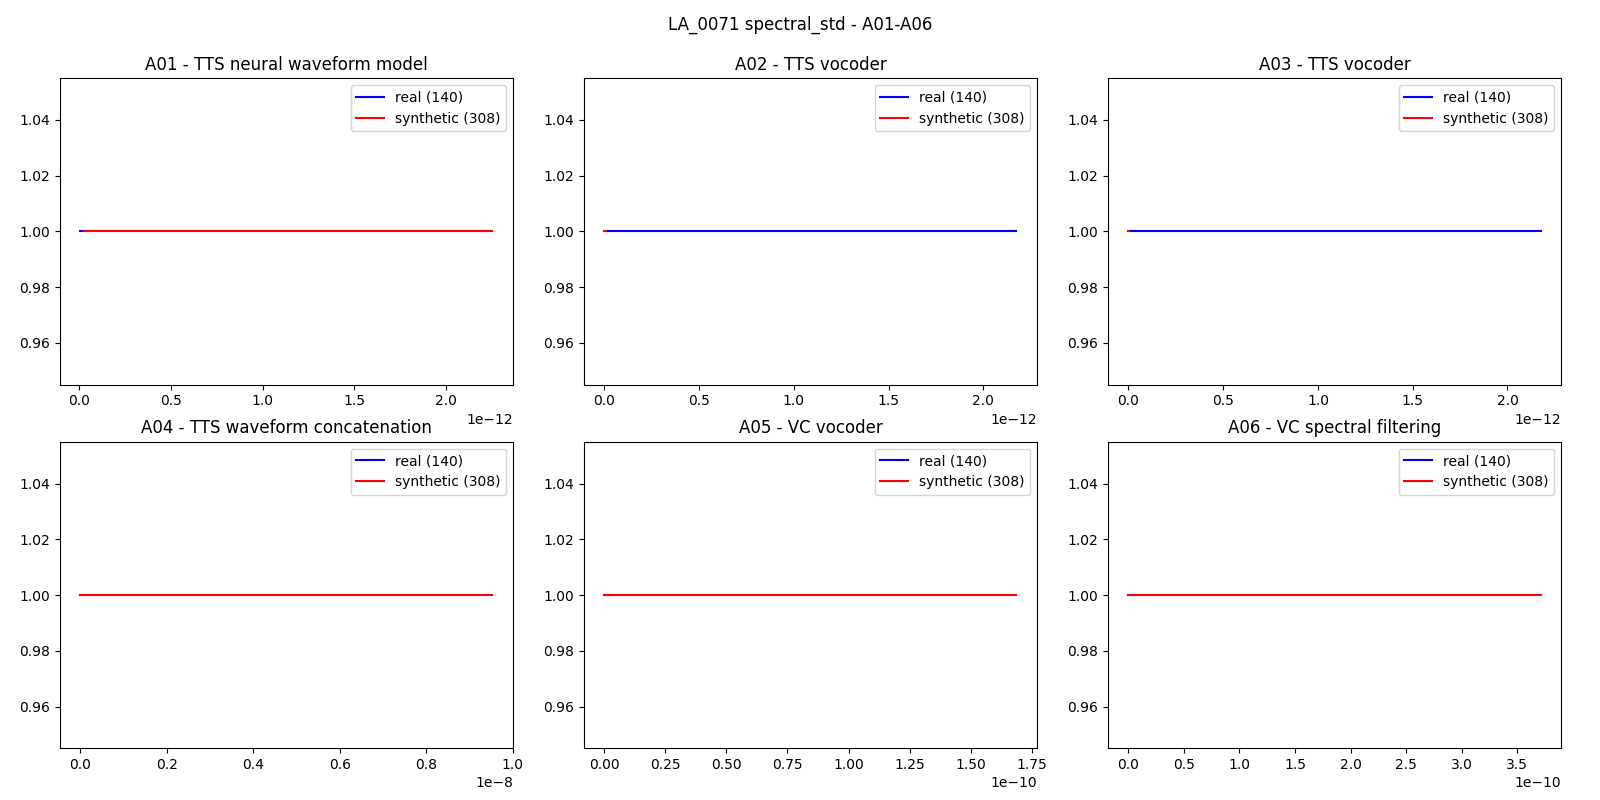 LA_0071 spectral_std - A01-A06
A01 - TTS neural waveform model
A02 - TTS vocoder
A03 - TTS vocoder
real (140)
synthetic (308)
real (140)
synthetic (308)
real (140)
synthetic (308)
1.04
1.02
1.00
0.98
0.96
1.04
1.02
1.00
0.98
0.96
1.04
1.02
1.00
0.98
0.96
0.0 0.5 1.0 1.5 2.0
1e−12
0.0 0.5 1.0 1.5 2.0
1e−12
0.0 0.5 1.0 1.5 2.0
1e−12
A04 - TTS waveform concatenation
A05 - VC vocoder
A06 - VC spectral filtering
real (140)
synthetic (308)
real (140)
synthetic (308)
real (140)
synthetic (308)
1.04
1.02
1.00
0.98
0.96
1.04
1.02
1.00
0.98
0.96
1.04
1.02
1.00
0.98
0.96
0.0 0.2 0.4 0.6 0.8 1.0
1e−8
0.00 0.25 0.50 0.75 1.00 1.25 1.50 1.75
1e−10
0.0 0.5 1.0 1.5 2.0 2.5 3.0 3.5
1e−10